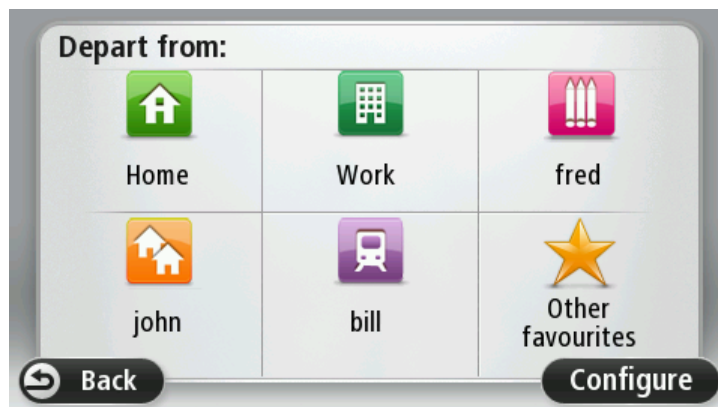 Depart from:
Home
Work
fred
john
bill
Other
favourites
Back
Configure